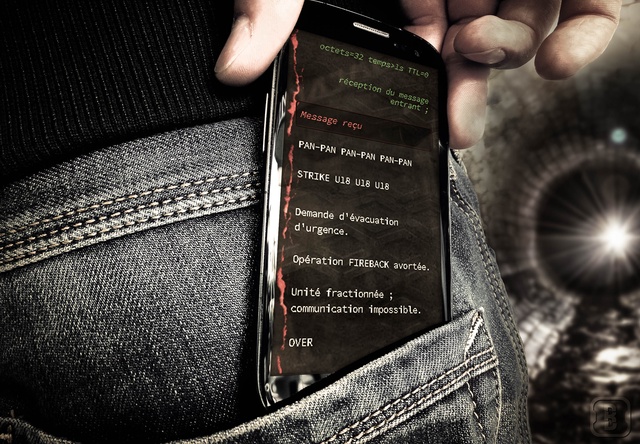 octets=32 temps>1s TTL=0
réception du message
entrant ;
Message reçu
PAN-PAN PAN-PAN PAN-PAN
STRIKE U18 U18 U18
Demande d'évacuation
d'urgence.
Opération FIREBACK avortée.
Unité fractionnée ;
communication impossible.
OVER